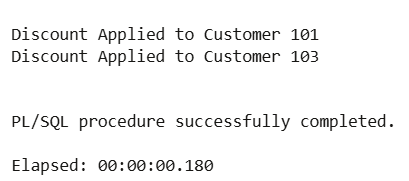 Discount Applied to Customer 101
Discount Applied to Customer 103
PL/SQL procedure successfully completed.
Elapsed: 00:00:00.180